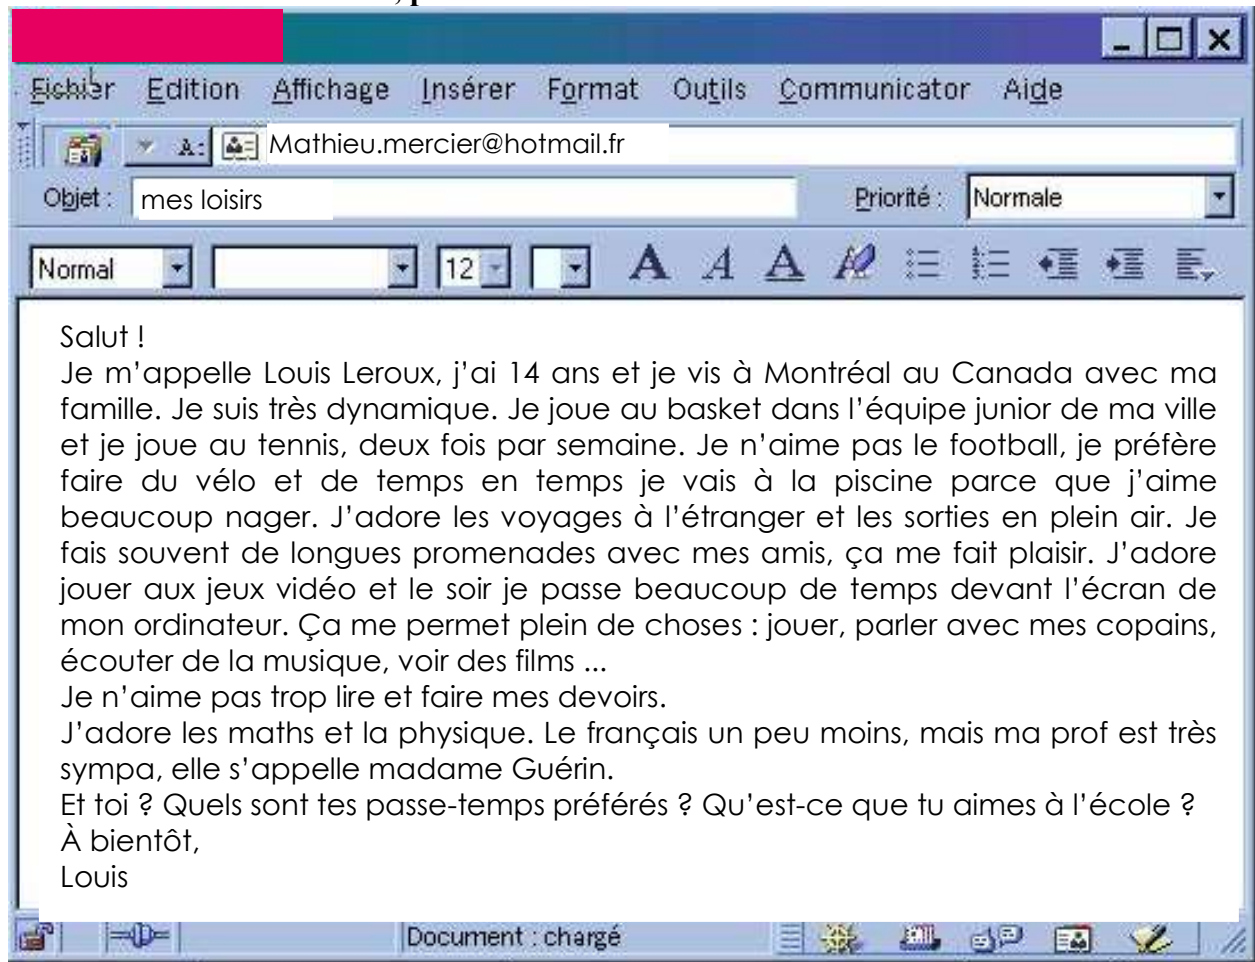 Fichier Edition Affichage Insérer Format Outils Communicator Aide
A: Mathieu.mercier@hotmail.fr
Objet : mes loisirs Priorité : Normale
Normal 12 A A A
Salut !
Je m’appelle Louis Leroux, j’ai 14 ans et je vis à Montréal au Canada avec ma
famille. Je suis très dynamique. Je joue au basket dans l’équipe junior de ma ville
et je joue au tennis, deux fois par semaine. Je n’aime pas le football, je préfère
faire du vélo et de temps en temps je vais à la piscine parce que j’aime
beaucoup nager. J’adore les voyages à l’étranger et les sorties en plein air. Je
fais souvent de longues promenades avec mes amis, ça me fait plaisir. J’adore
jouer aux jeux vidéo et le soir je passe beaucoup de temps devant l’écran de
mon ordinateur. Ça me permet plein de choses : jouer, parler avec mes copains,
écouter de la musique, voir des films ...
Je n’aime pas trop lire et faire mes devoirs.
J’adore les maths et la physique. Le français un peu moins, mais ma prof est très
sympa, elle s’appelle madame Guérin.
Et toi ? Quels sont tes passe-temps préférés ? Qu’est-ce que tu aimes à l’école ?
À bientôt,
Louis
Document : chargé